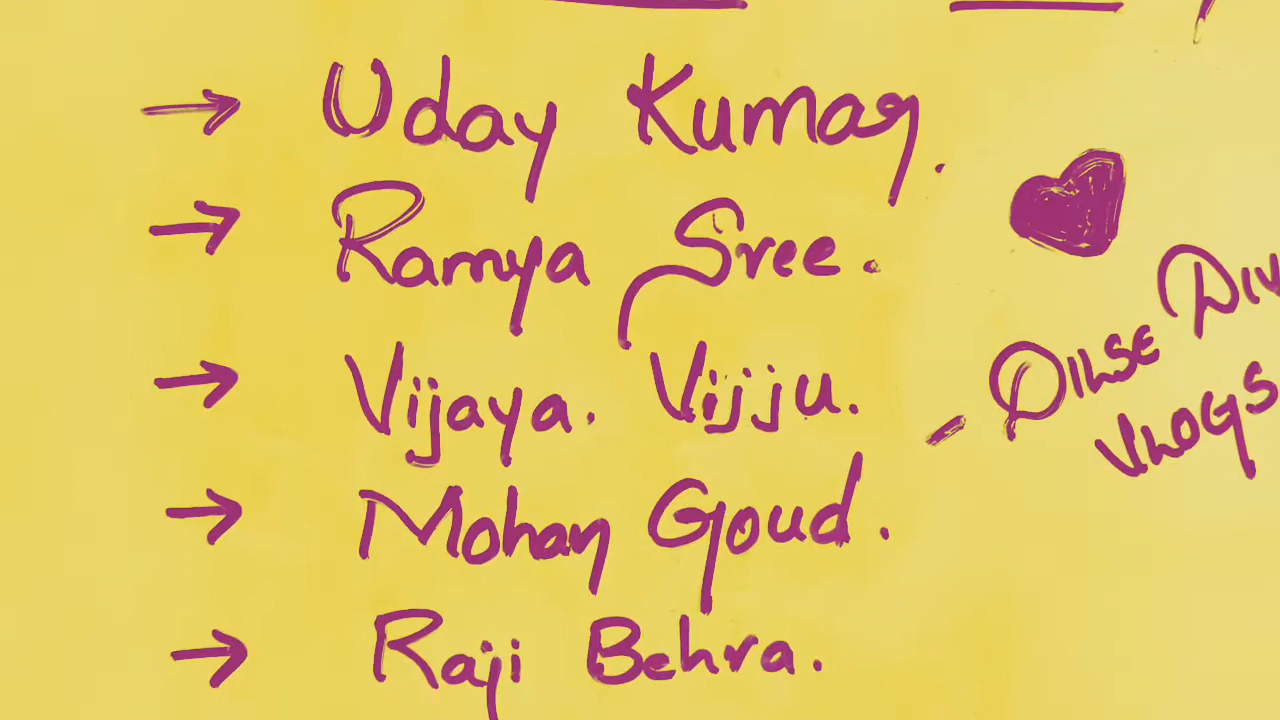 → Uday Kumar.
→ Ramya Sree.
→ Vijaya. Vijju.
→ Mohan Goud.
→ Raji Behra.
- DILSE
VLOGS